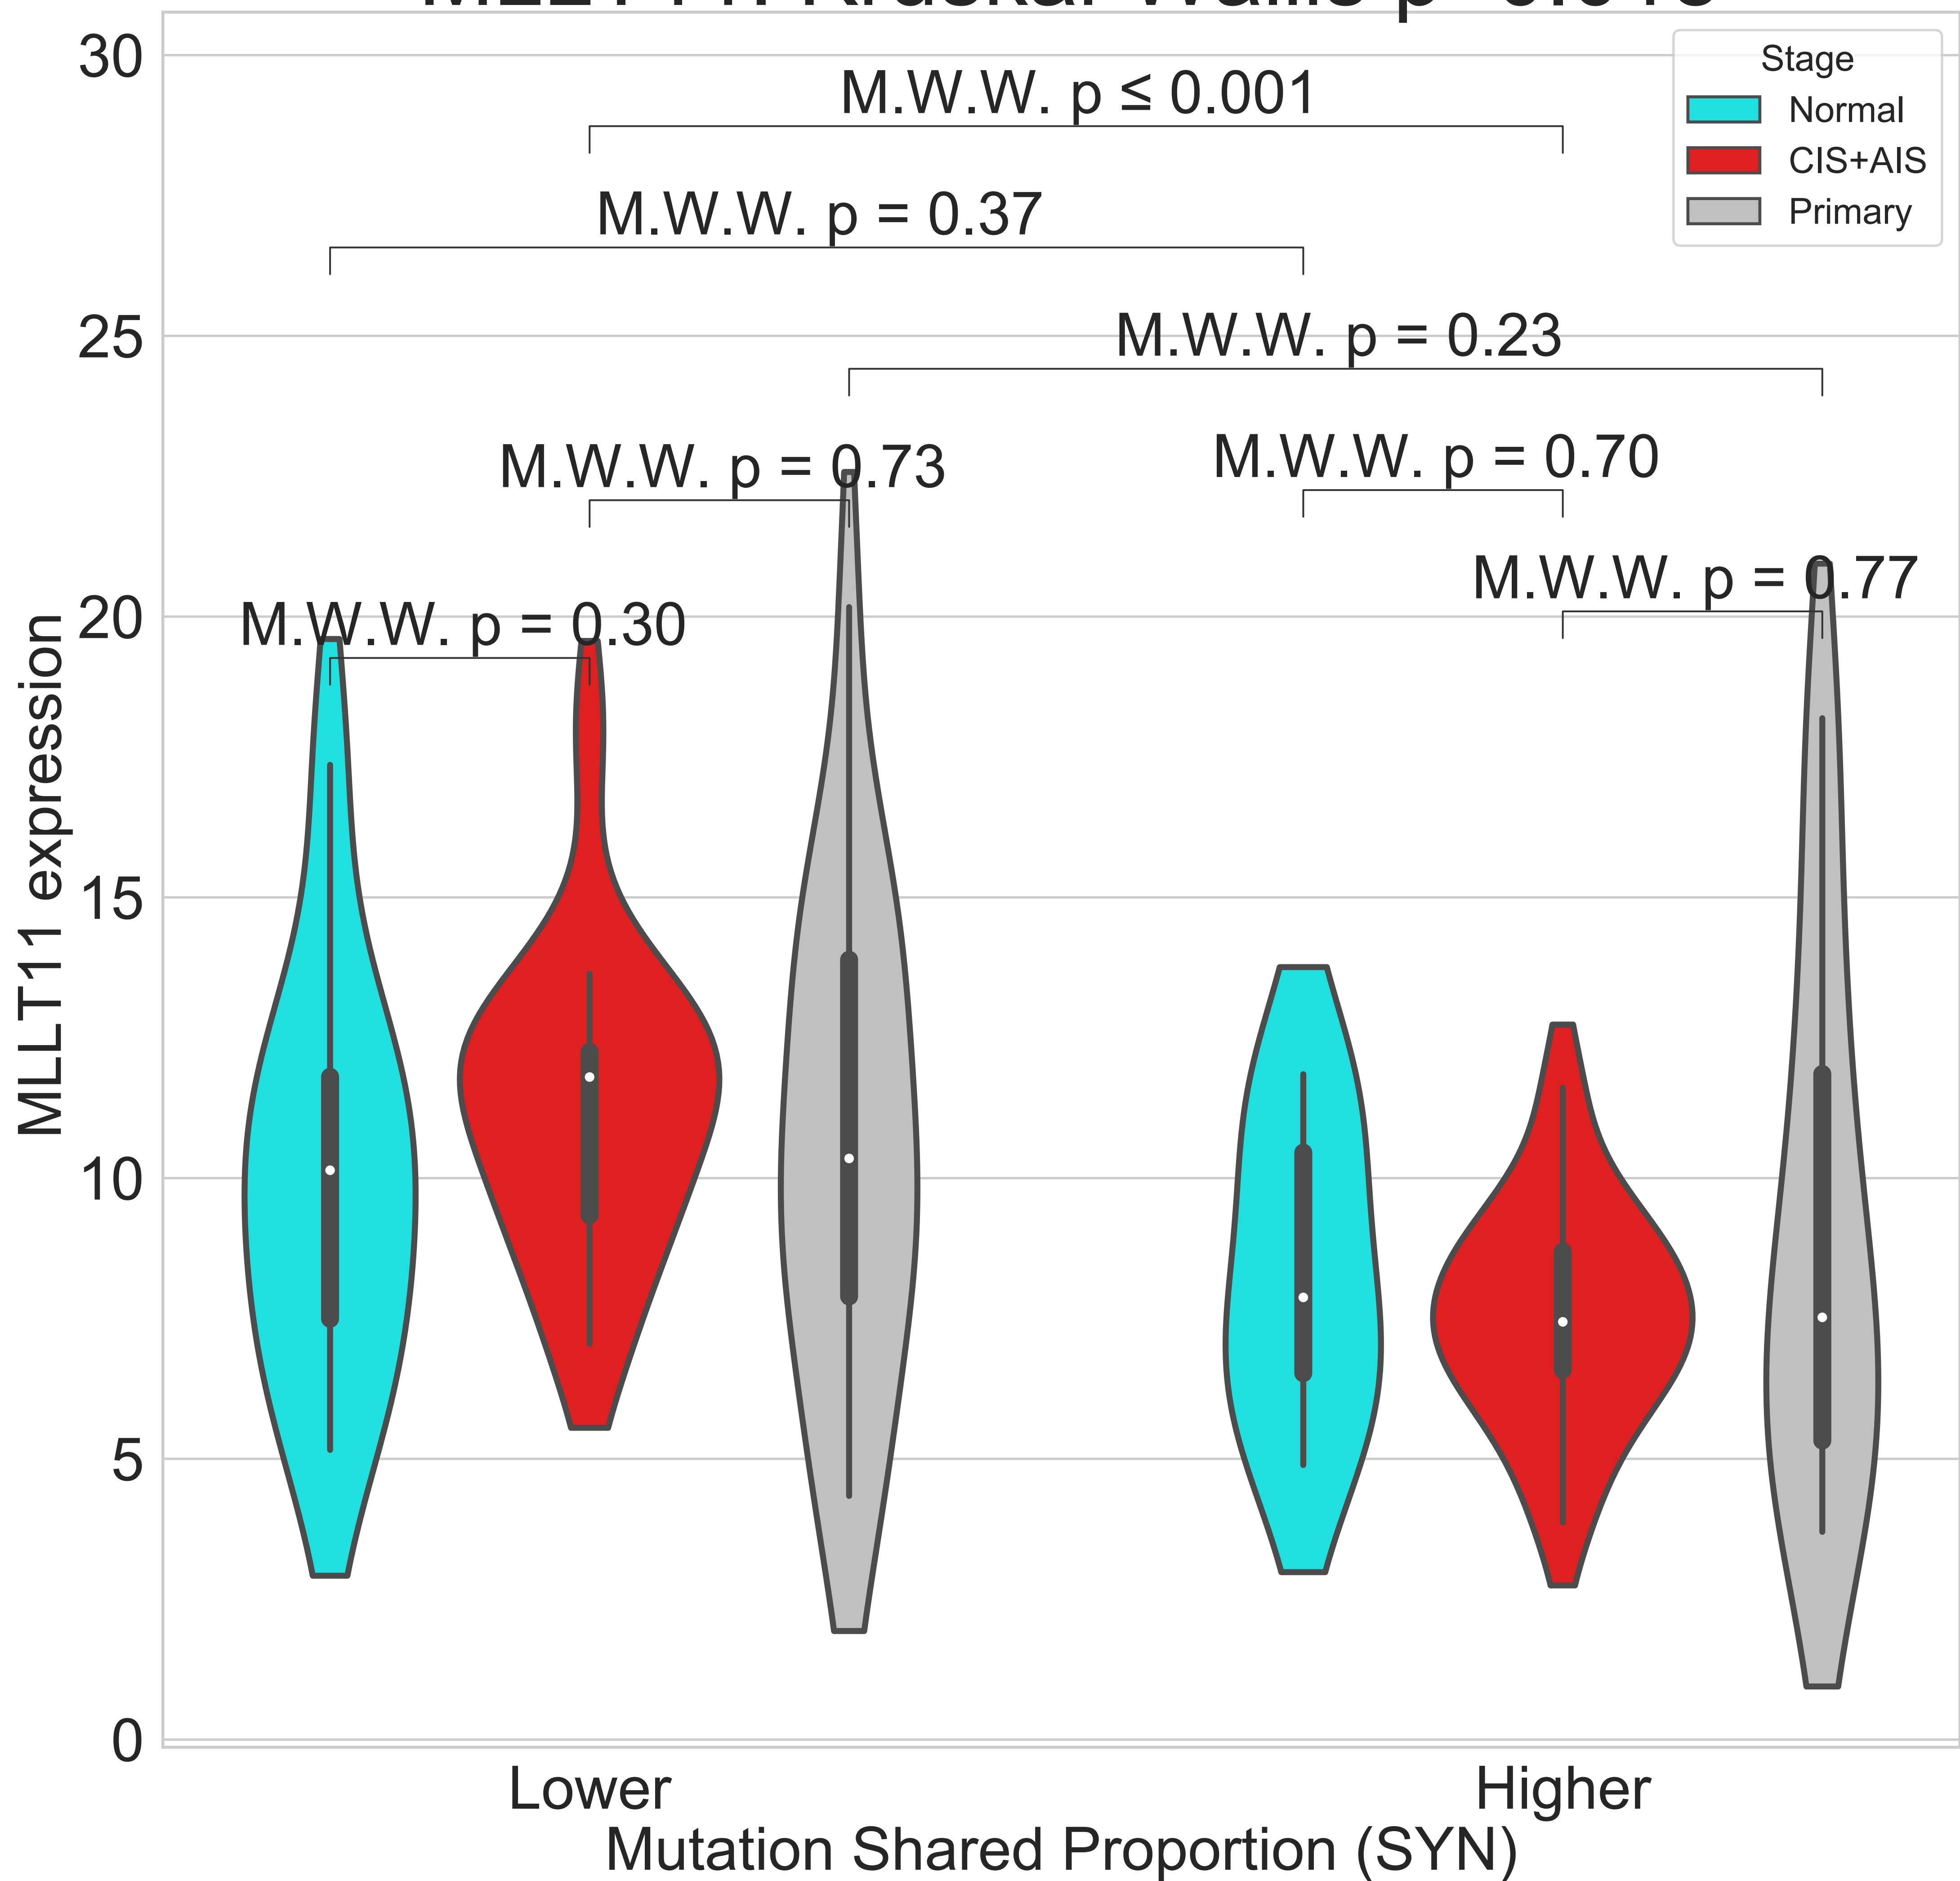 30
M.W.W. p ≤ 0.001
Stage
Normal
CIS+AIS
Primary
M.W.W. p = 0.37
25
M.W.W. p = 0.23
M.W.W. p = 0.73
M.W.W. p = 0.70
M.W.W. p = 0.77
20
M.W.W. p = 0.30
MLLT11 expression
15
10
5
0
Lower
Higher
Mutation Shared Proportion (SYN)